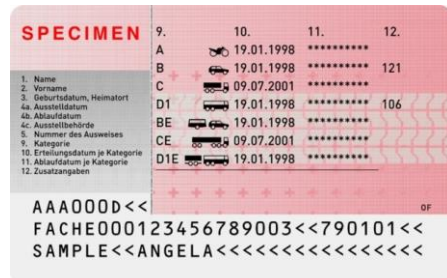 SPECIMEN
9. 10. 11. 12.
A 19.01.1998 **********
B 19.01.1998 ********** 121
C 09.07.2001 **********
D1 19.01.1998 ********** 106
BE 19.01.1998 **********
CE 09.07.2001 **********
D1E 19.01.1998 **********
1. Name
2. Vorname
3. Geburtsdatum, Heimatort
4a. Ausstelldatum
4b. Ablaufdatum
4c. Ausstellbehörde
5. Nummer des Ausweises
9. Kategorie
10. Erteilungsdatum je Kategorie
11. Ablaufdatum je Kategorie
12. Zusatzangaben
OF
AAA000D<<
FACHE000123456789003<<790101<<
SAMPLE<<ANGELA<<<<<<<<<<<<<<<<